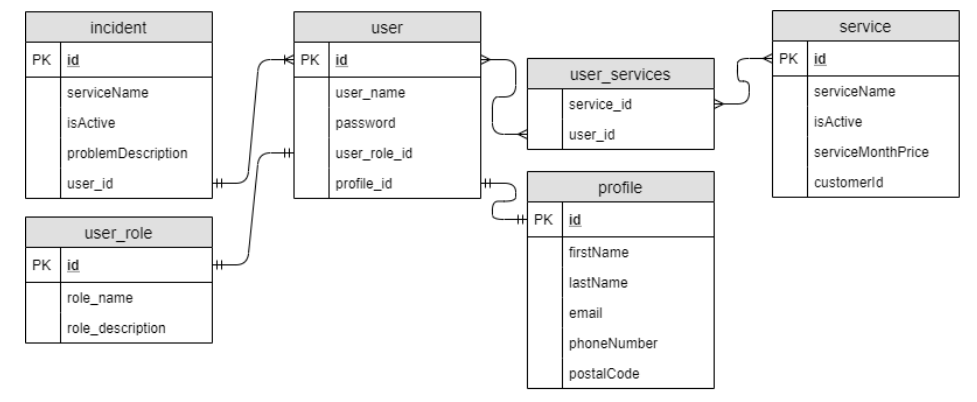 incident
PK id
serviceName
isActive
problemDescription
user_id
user_role
PK id
role_name
role_description
user
PK id
user_name
password
user_role_id
profile_id
user_services
service_id
user_id
profile
PK id
firstName
lastName
email
phoneNumber
postalCode
service
PK id
serviceName
isActive
serviceMonthPrice
customerId